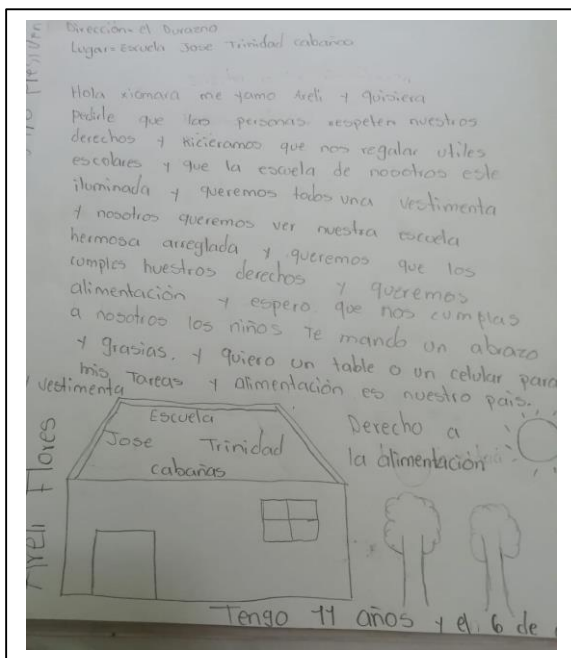 Dirección= el Durazno
Lugar= Escuela Jose Trinidad cabañas
Hola xiomara me yamo Areli y quisiera
pedirle que las personas respeten nuestros
derechos y kicieramos que nos regalar utiles
escolares y que la escuela de nosotros este
iluminada y queremos todos una vestimenta
y nosotros queremos ver nuestra escuela
hermosa arreglada y queremos que los
cumples nuestros derechos y queremos
alimentación y espero que nos cumplas
a nosotros los niños te mando un abrazo
y grasias. y quiero un table o un celular para
mis Tareas y alimentación es nuestro pais.
y vestimenta
Escuela
Jose Trinidad
cabañas
Derecho a
la alimentación
Areli Flores
Tengo 11 años y el 6 de